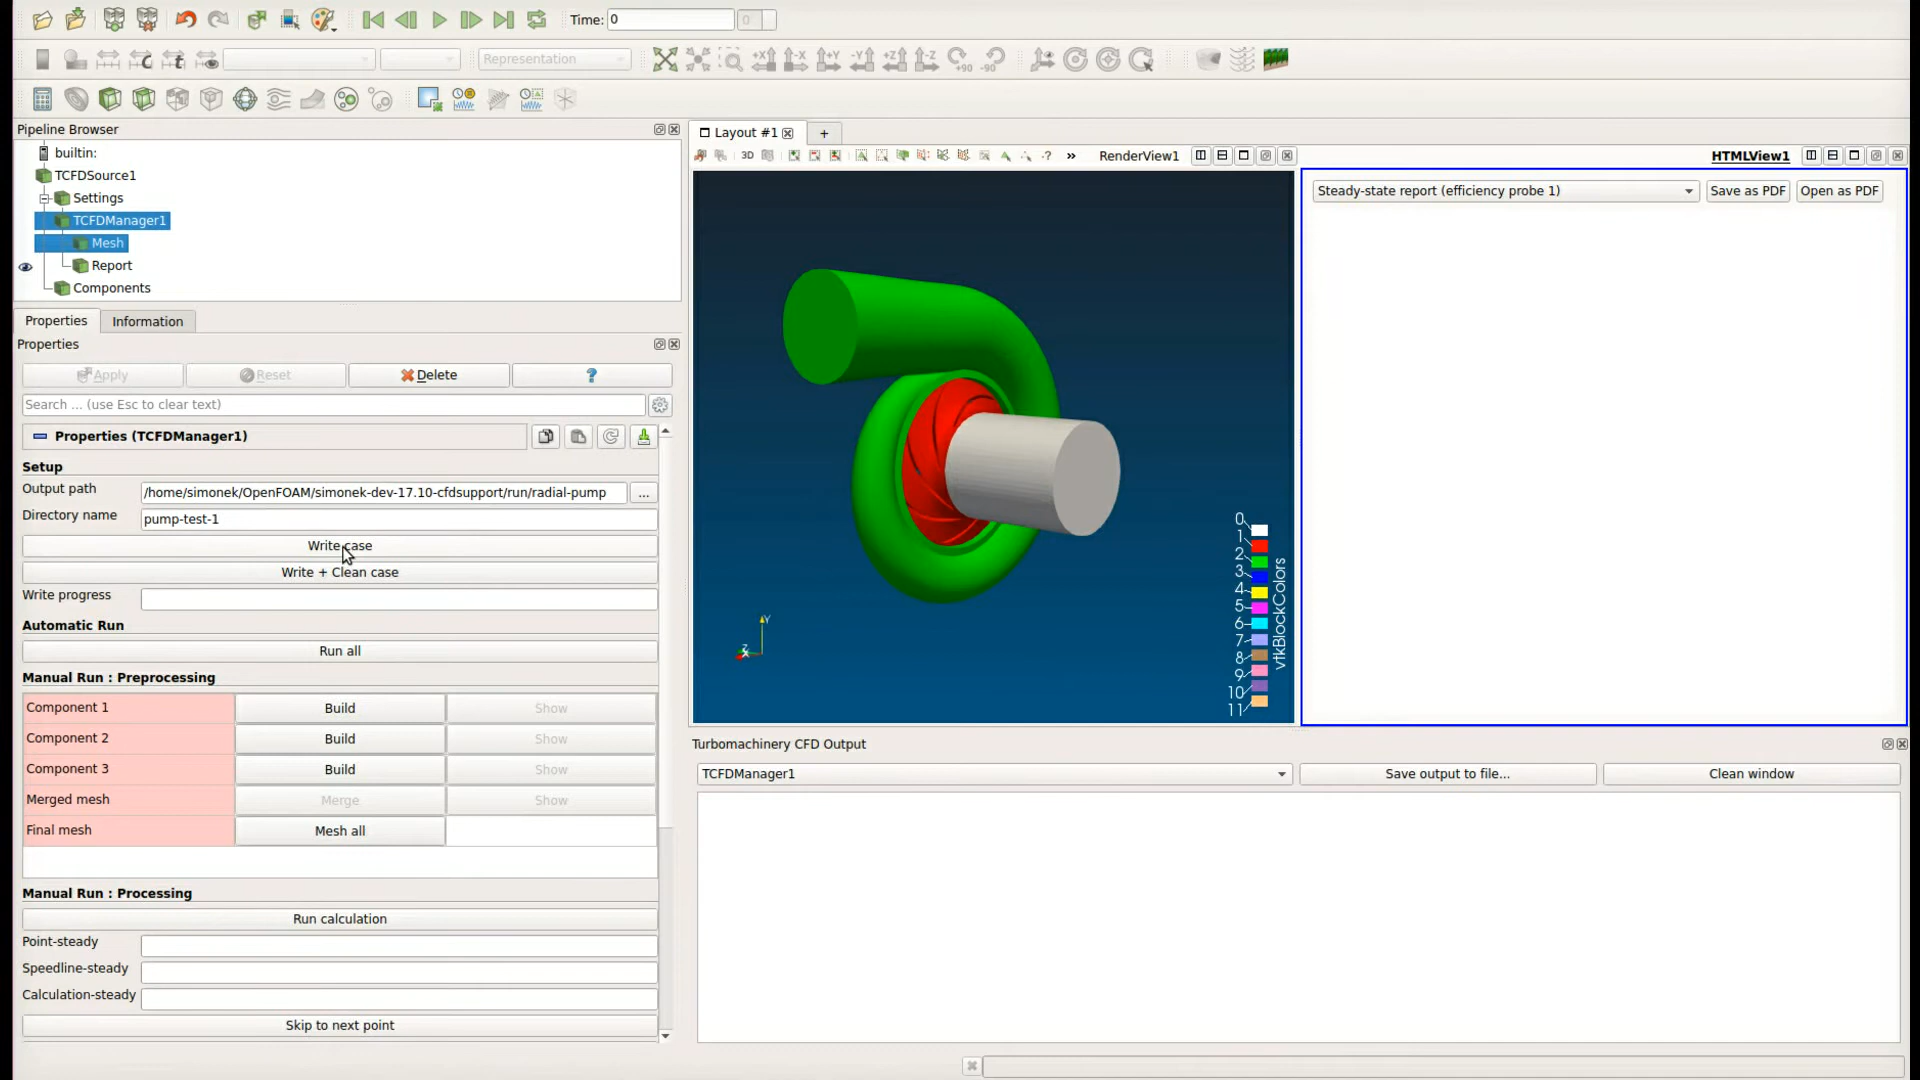 Time: 0
0
Representation
+X -X +Y -Y +Z -Z +90 -90
Pipeline Browser
builtin:
TCFDSource1
Settings
TCFDManager1
Mesh
Report
Components
Properties
Information
Properties
Apply
Reset
Delete
?
Search ... (use Esc to clear text)
Properties (TCFDManager1)
Setup
Output path
/home/simonek/OpenFOAM/simonek-dev-17.10-cfdsupport/run/radial-pump
...
Directory name
pump-test-1
Write case
Write + Clean case
Write progress
Automatic Run
Run all
Manual Run : Preprocessing
Component 1 Build Show
Component 2 Build Show
Component 3 Build Show
Merged mesh Merge Show
Final mesh Mesh all
Manual Run : Processing
Run calculation
Point-steady
Speedline-steady
Calculation-steady
Skip to next point
Layout #1
+
3D
?
»
RenderView1
HTMLView1
Steady-state report (efficiency probe 1)
Save as PDF
Open as PDF
Y
Z
0
1
2
3
4
5
6
7
8
9
10
11
vtkBlockColors
Turbomachinery CFD Output
TCFDManager1
Save output to file...
Clean window